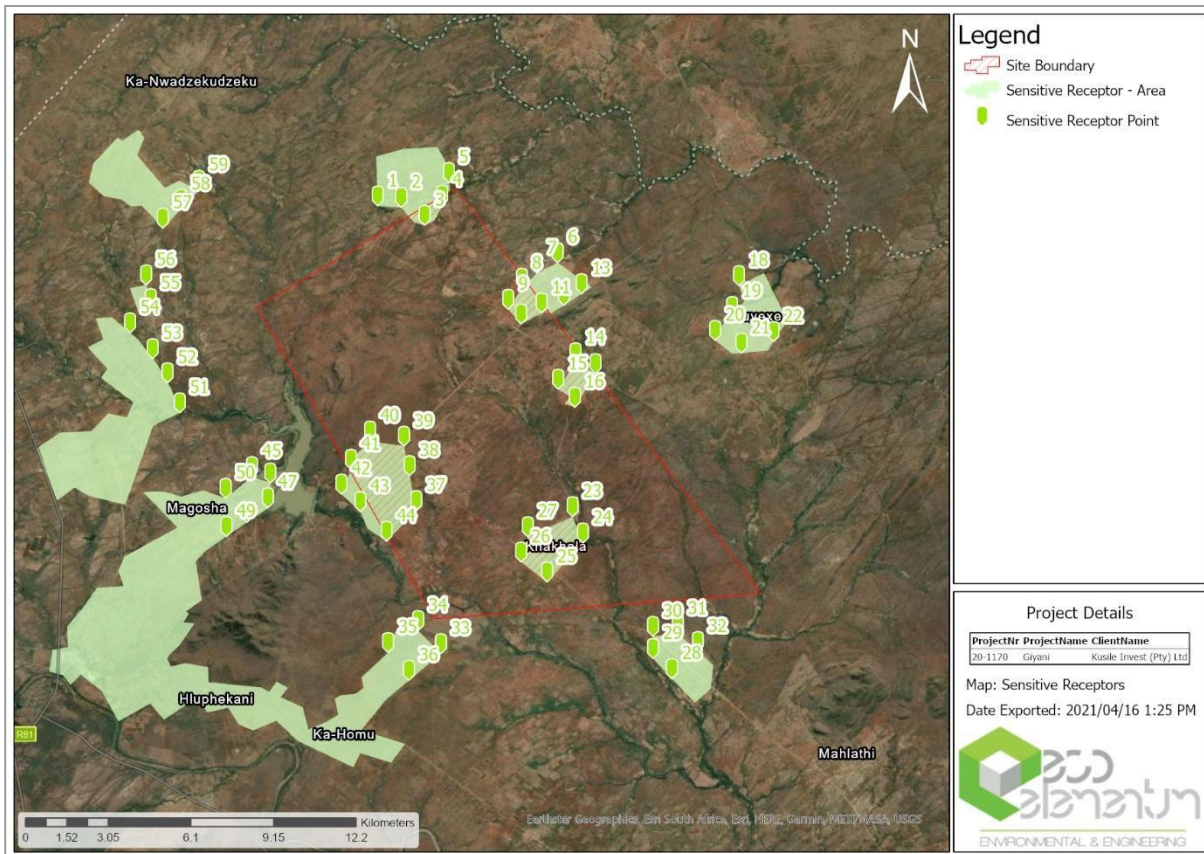 Ka-Nwadzekudzeku
N
59
58
57
5
4
1
2
3
6
7
8
13
9
11
56
55
54
53
52
51
18
19
20
21
22
14
15
16
40
39
41
38
42
43
37
44
45
50
47
Magosha
49
23
27
24
26
25
34
35
33
36
30
31
29
32
28
Hluphekani
Ka-Homu
R81
Mahlathi
Kilometers
0 1.52 3.05 6.1 9.15 12.2
Earthstar Geographics, Esri South Africa, Esri, HERE, Garmin, METI/NASA, USGS
Legend
Site Boundary
Sensitive Receptor - Area
Sensitive Receptor Point
Project Details
ProjectNr ProjectName ClientName
20-1170 Giyani Kusile Invest (Pty) Ltd
Map: Sensitive Receptors
Date Exported: 2021/04/16 1:25 PM
eco
elementum
ENVIRONMENTAL & ENGINEERING